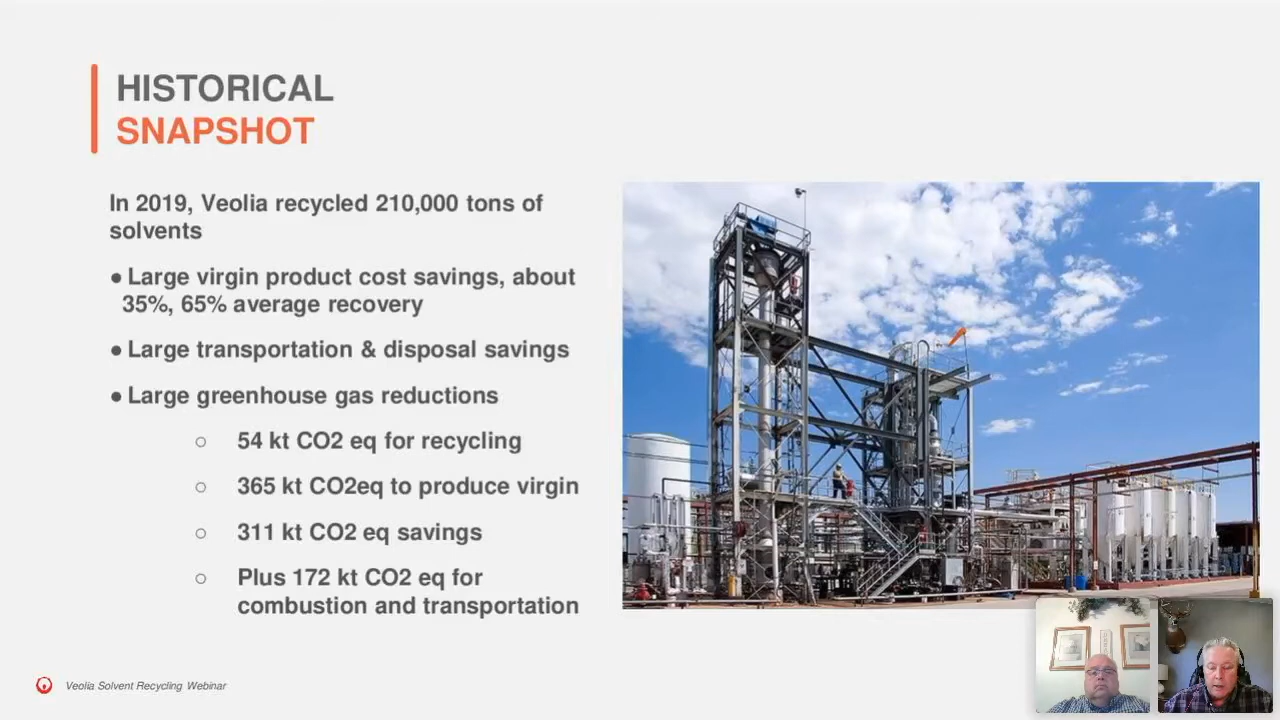 HISTORICAL
SNAPSHOT
In 2019, Veolia recycled 210,000 tons of
solvents
● Large virgin product cost savings, about
35%, 65% average recovery
● Large transportation & disposal savings
● Large greenhouse gas reductions
○ 54 kt CO2 eq for recycling
○ 365 kt CO2eq to produce virgin
○ 311 kt CO2 eq savings
○ Plus 172 kt CO2 eq for
combustion and transportation
Veolia Solvent Recycling Webinar